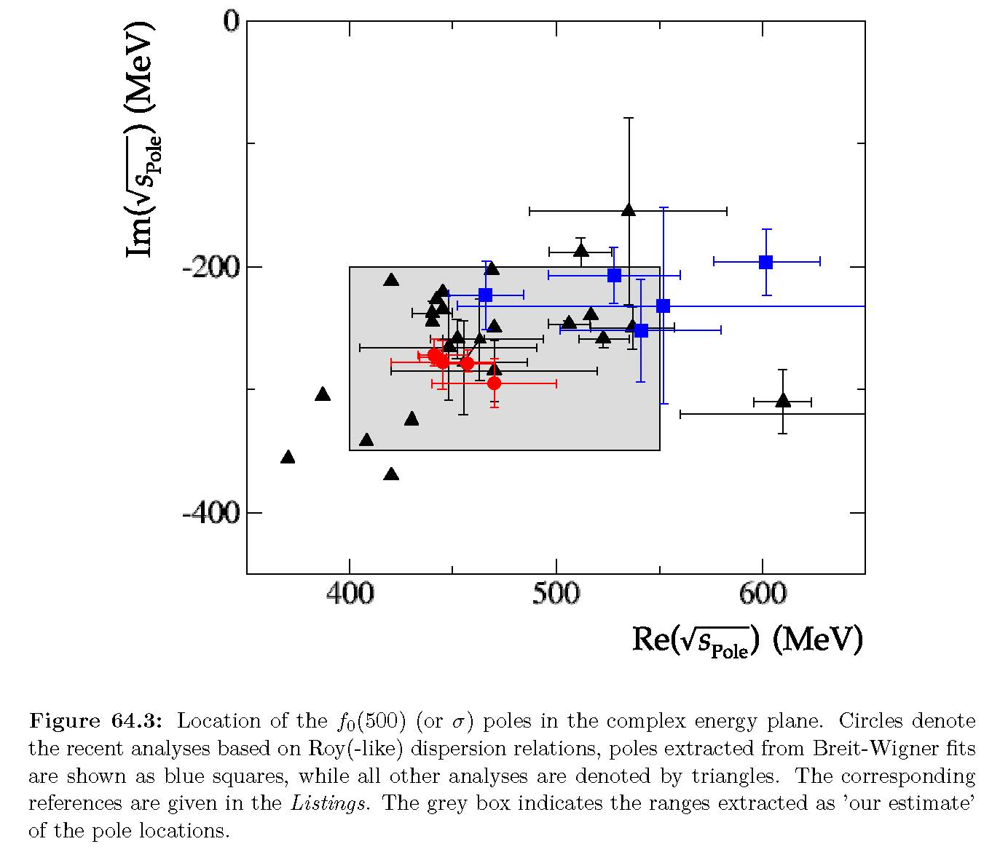 0
-200
-400
Im(√s_Pole) (MeV)
400 500 600
Re(√s_Pole) (MeV)
Figure 64.3: Location of the f₀(500) (or σ) poles in the complex energy plane. Circles denote
the recent analyses based on Roy(-like) dispersion relations, poles extracted from Breit-Wigner fits
are shown as blue squares, while all other analyses are denoted by triangles. The corresponding
references are given in the Listings. The grey box indicates the ranges extracted as 'our estimate'
of the pole locations.